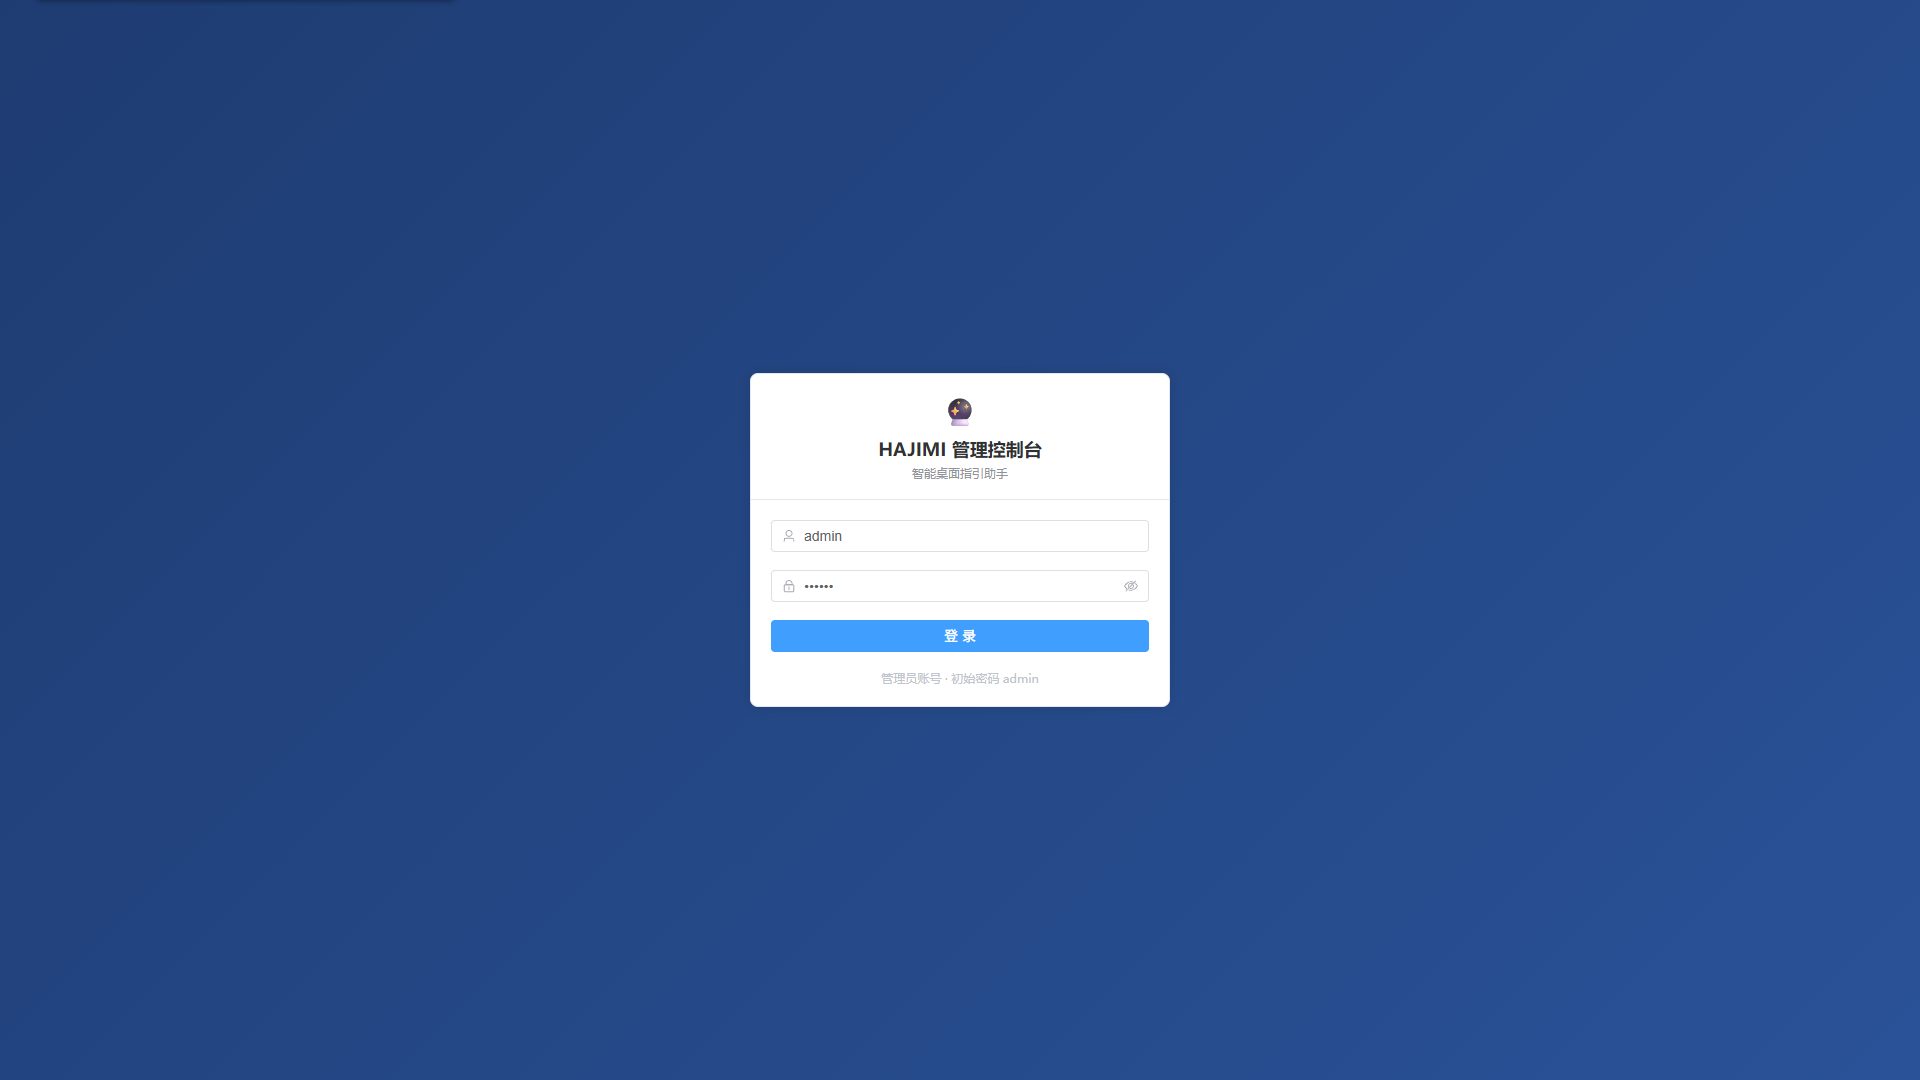 HAJIMI 管理控制台
智能桌面指引助手
admin
••••••
登 录
管理员账号 · 初始密码 admin